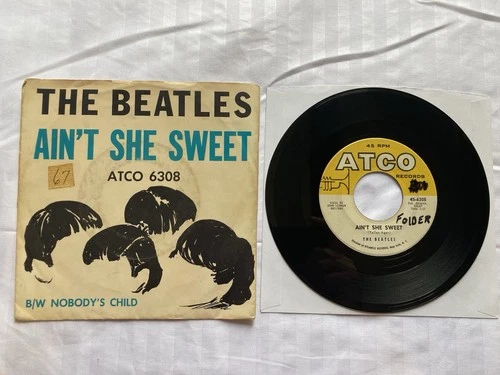 THE BEATLES
AIN'T SHE SWEET
ATCO 6308
67
B/W NOBODY'S CHILD
45 RPM
ATCO
RECORDS
45-6308
FOLDER
AIN'T SHE SWEET
THE BEATLES